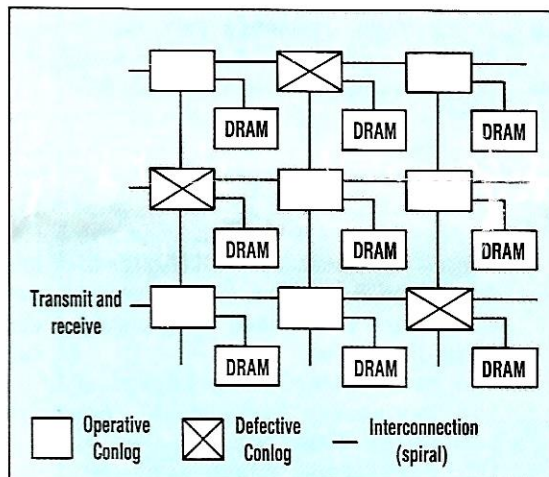 DRAM DRAM DRAM
DRAM DRAM DRAM
Transmit and
receive
DRAM DRAM DRAM
Operative
Conlog
Defective
Conlog
Interconnection
(spiral)